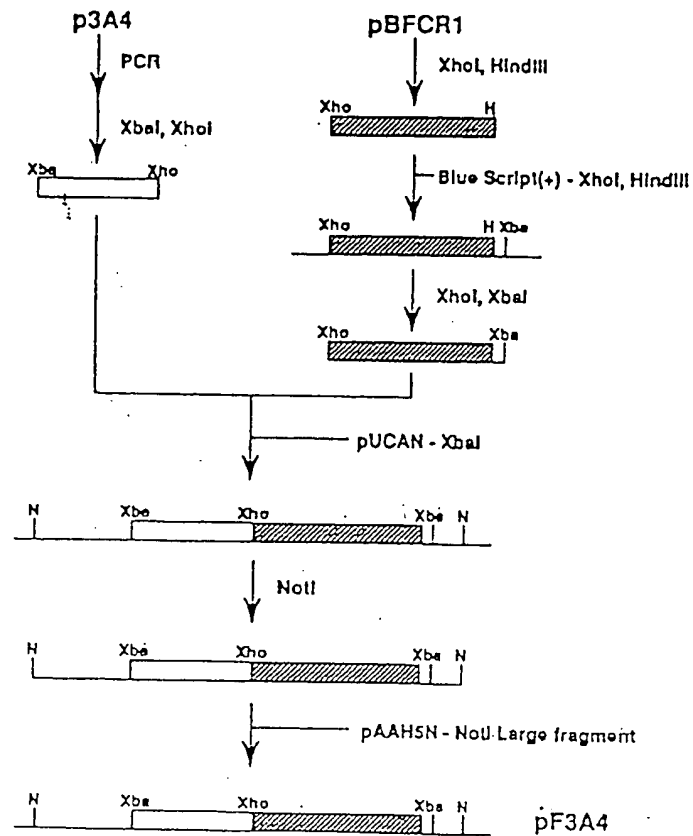 p3A4 pBFCR1
PCR
XhoI, HindIII
Xho H
XbaI, XhoI
Xba Xho
Blue Script(+) - XhoI, HindIII
Xho H Xba
XhoI, XbaI
Xho Xba
pUCAN - XbaI
N Xba Xho Xba N
NotI
N Xba Xho Xba N
pAAH5N - NotI Large fragment
N Xba Xho Xba N
pF3A4